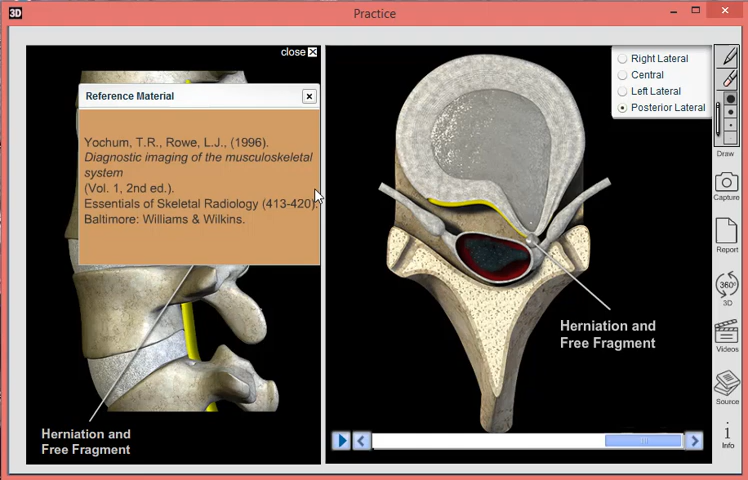 3D
Practice
close
Reference Material
Yochum, T.R., Rowe, L.J., (1996).
Diagnostic imaging of the musculoskeletal
system
(Vol. 1, 2nd ed.).
Essentials of Skeletal Radiology (413-420).
Baltimore: Williams & Wilkins.
Herniation and
Free Fragment
Right Lateral
Central
Left Lateral
Posterior Lateral
Herniation and
Free Fragment
Draw
Capture
Report
360°
3D
Videos
Source
i
Info